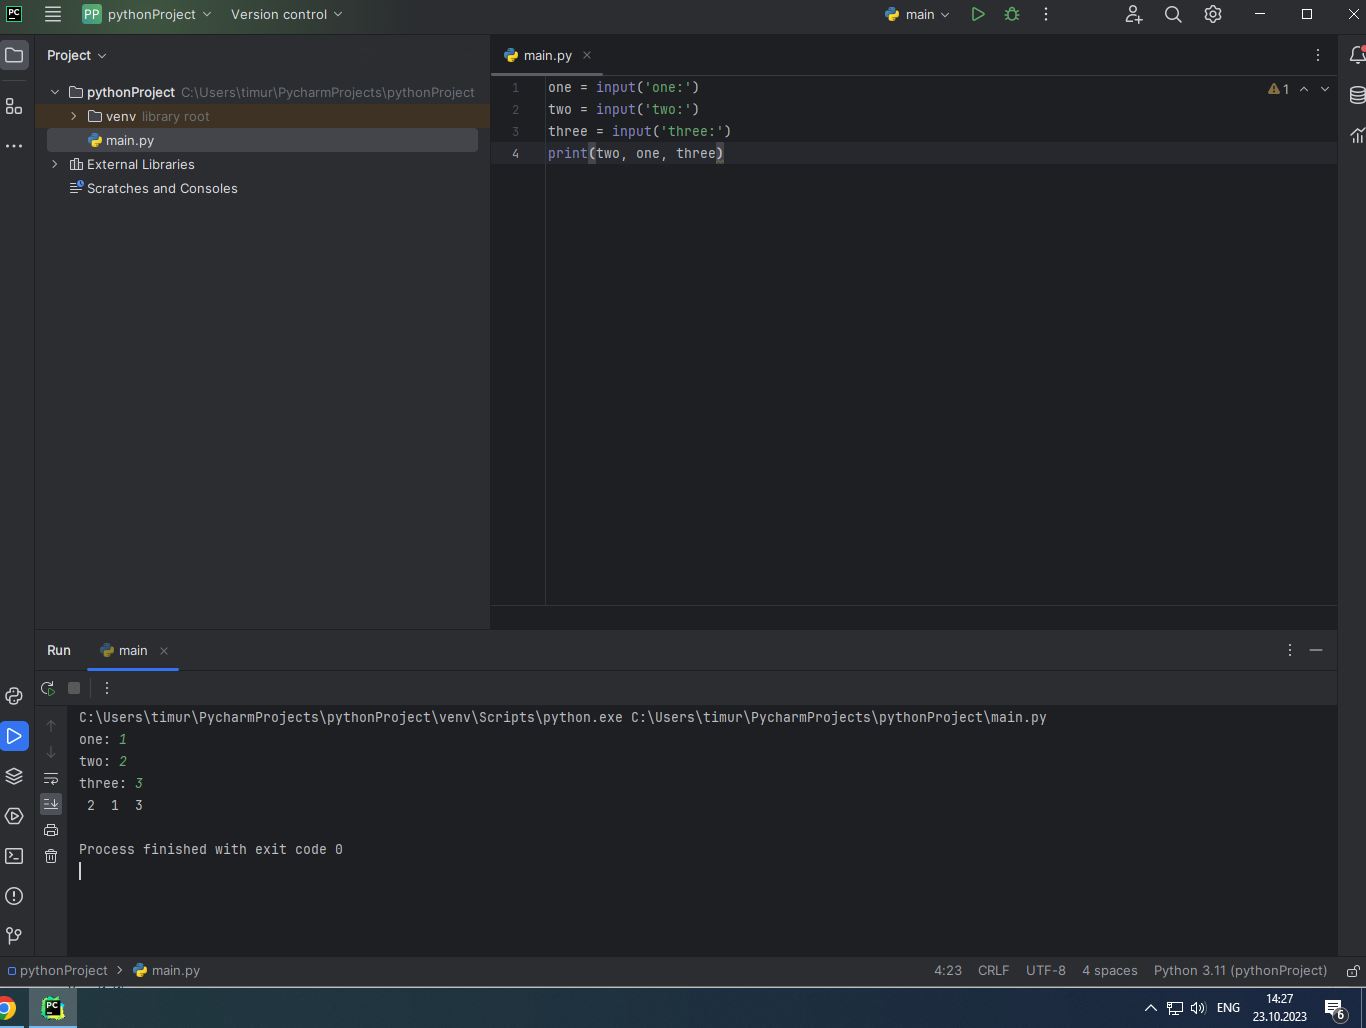 PC PP pythonProject Version control main
Project
main.py
pythonProject C:\Users\timur\PycharmProjects\pythonProject
venv library root
main.py
External Libraries
Scratches and Consoles
1 one = input('one:')
2 two = input('two:')
3 three = input('three:')
4 print(two, one, three)
1
Run main
C:\Users\timur\PycharmProjects\pythonProject\venv\Scripts\python.exe C:\Users\timur\PycharmProjects\pythonProject\main.py
one: 1
two: 2
three: 3
2 1 3
Process finished with exit code 0
pythonProject main.py 4:23 CRLF UTF-8 4 spaces Python 3.11 (pythonProject)
PC ENG 14:27
23.10.2023 6